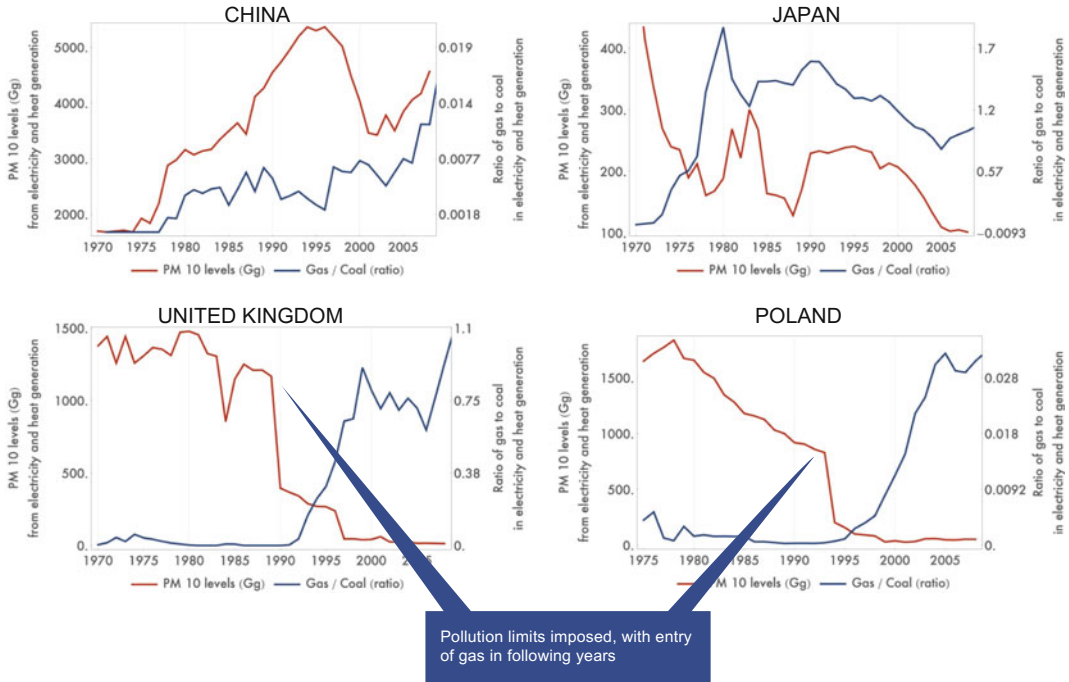 CHINA
PM 10 levels (Gg)
from electricity and heat generation
5000.
4000.
3000.
2000.
0.019
0.014
0.0077
0.0018
Ratio of gas to coal
in electricity and heat generation
1970 1975 1980 1985 1990 1995 2000 2005
PM 10 levels (Gg) Gas / Coal (ratio)
JAPAN
PM 10 levels (Gg)
from electricity and heat generation
400.
300.
200.
100.
1.7
1.2
0.57
-0.0093
Ratio of gas to coal
in electricity and heat generation
1970 1975 1980 1985 1990 1995 2000 2005
PM 10 levels (Gg) Gas / Coal (ratio)
UNITED KINGDOM
PM 10 levels (Gg)
from electricity and heat generation
1500.
1000.
500.
0.
1.1
0.75
0.38
0.
Ratio of gas to coal
in electricity and heat generation
1970 1975 1980 1985 1990 1995 2000
PM 10 levels (Gg) Gas / Coal (ratio)
POLAND
PM 10 levels (Gg)
from electricity and heat generation
1500.
1000.
500.
0.
0.028
0.018
0.0092
0.
Ratio of gas to coal
in electricity and heat generation
1975 1980 1985 1990 1995 2000 2005
PM 10 levels (Gg) Gas / Coal (ratio)
Pollution limits imposed, with entry
of gas in following years